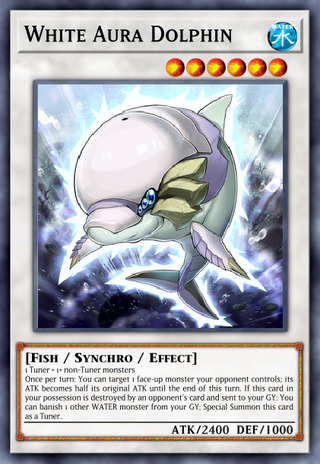 White Aura Dolphin
WATER
水
[Fish / Synchro / Effect]
1 Tuner + 1+ non-Tuner monsters
Once per turn: You can target 1 face-up monster your opponent controls; its
ATK becomes half its original ATK until the end of this turn. If this card in
your possession is destroyed by an opponent's card and sent to your GY: You
can banish 1 other WATER monster from your GY; Special Summon this card
as a Tuner.
ATK/2400 DEF/1000